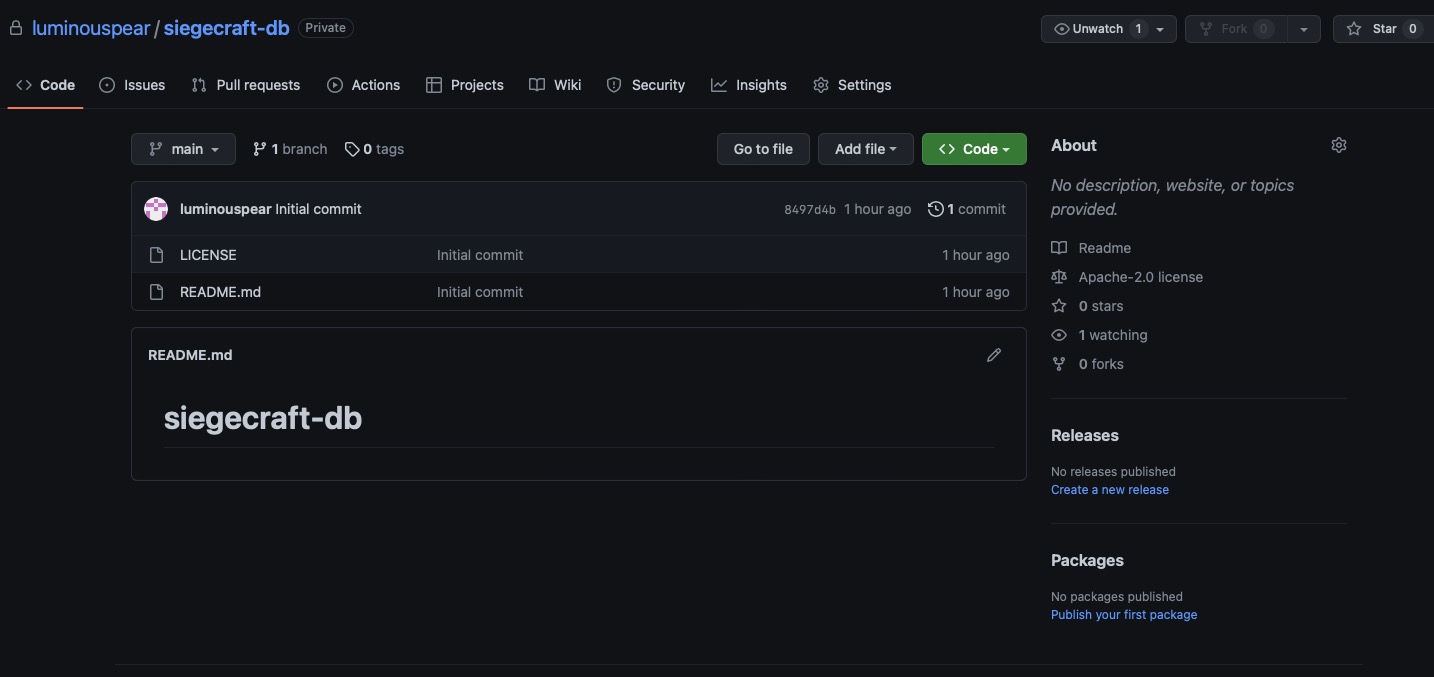 luminouspear / siegecraft-db Private
Unwatch 1
Fork 0
Star 0
Code Issues Pull requests Actions Projects Wiki Security Insights Settings
main 1 branch 0 tags
Go to file Add file Code
luminouspear Initial commit 8497d4b 1 hour ago 1 commit
LICENSE Initial commit 1 hour ago
README.md Initial commit 1 hour ago
README.md
siegecraft-db
About
No description, website, or topics
provided.
Readme
Apache-2.0 license
0 stars
1 watching
0 forks
Releases
No releases published
Create a new release
Packages
No packages published
Publish your first package